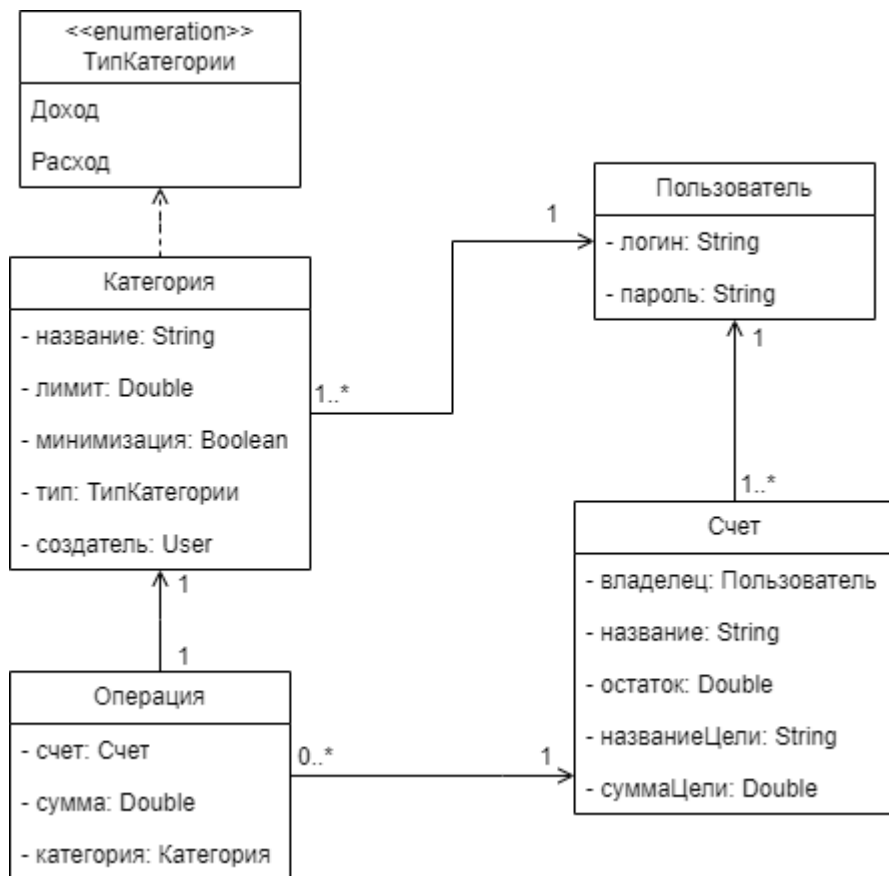 <<enumeration>>
ТипКатегории
Доход
Расход
Пользователь
- логин: String
- пароль: String
1
1
Категория
- название: String
- лимит: Double
- минимизация: Boolean
- тип: ТипКатегории
- создатель: User
1..*
1
1
1..*
Счет
- владелец: Пользователь
- название: String
- остаток: Double
- названиеЦели: String
- суммаЦели: Double
Операция
- счет: Счет
- сумма: Double
- категория: Категория
0..*
1